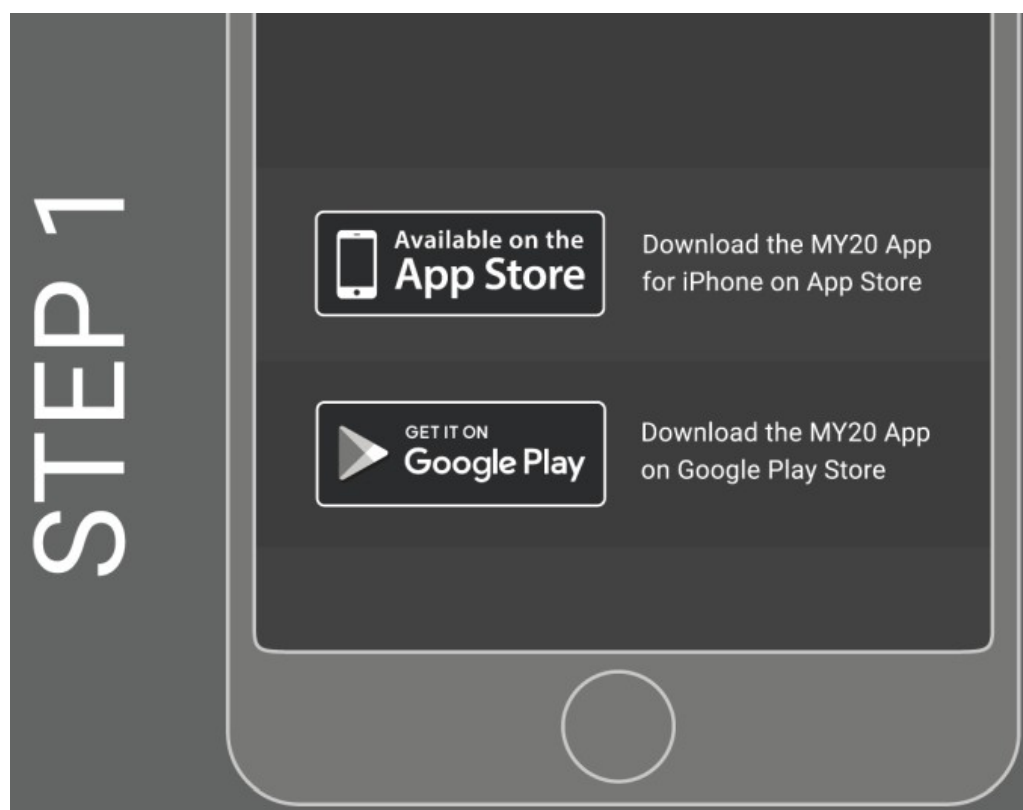 STEP 1
Available on the
App Store
Download the MY20 App
for iPhone on App Store
GET IT ON
Google Play
Download the MY20 App
on Google Play Store